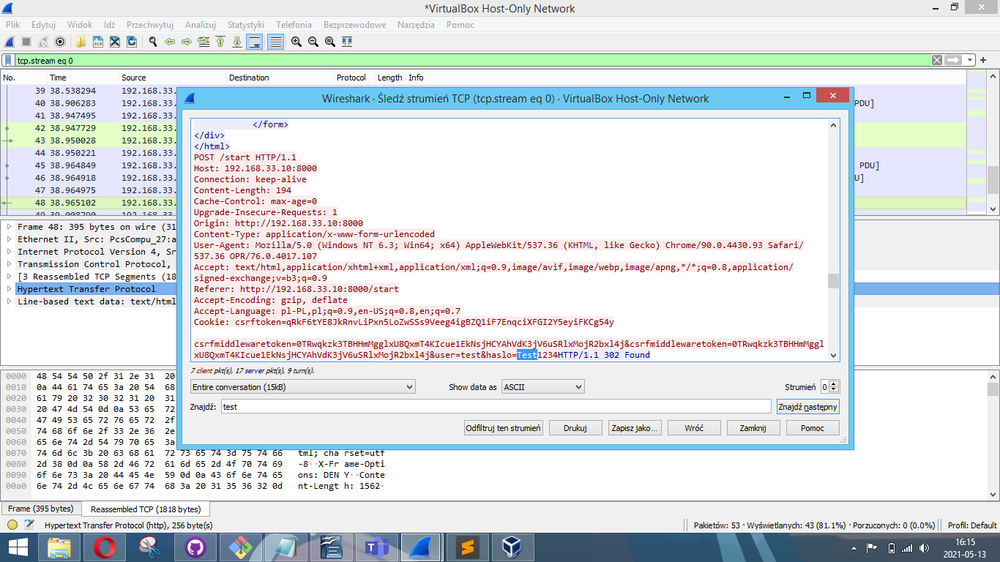 *VirtualBox Host-Only Network
Plik Edytuj Widok Idź Przechwytuj Analizuj Statystyki Telefonia Bezprzewodowe Narzędzia Pomoc
tcp.stream eq 0
No. Time Source Destination Protocol Length Info
39 38.538294 192.168.33.
40 38.906283 192.168.33. PDU]
41 38.947495 192.168.33.
42 38.947729 192.168.33.
43 38.950028 192.168.33.
44 38.950221 192.168.33.
45 38.964849 192.168.33. PDU]
46 38.964918 192.168.33. U]
47 38.964975 192.168.33.
48 38.965102 192.168.33.
49 39.008790 192.168.33.
Wireshark · Śledź strumień TCP (tcp.stream eq 0) · VirtualBox Host-Only Network
</form>
</div>
</html>
POST /start HTTP/1.1
Host: 192.168.33.10:8000
Connection: keep-alive
Content-Length: 194
Cache-Control: max-age=0
Upgrade-Insecure-Requests: 1
Origin: http://192.168.33.10:8000
Content-Type: application/x-www-form-urlencoded
User-Agent: Mozilla/5.0 (Windows NT 6.3; Win64; x64) AppleWebKit/537.36 (KHTML, like Gecko) Chrome/90.0.4430.93 Safari/
537.36 OPR/76.0.4017.107
Accept: text/html,application/xhtml+xml,application/xml;q=0.9,image/avif,image/webp,image/apng,*/*;q=0.8,application/
signed-exchange;v=b3;q=0.9
Referer: http://192.168.33.10:8000/start
Accept-Encoding: gzip, deflate
Accept-Language: pl-PL,pl;q=0.9,en-US;q=0.8,en;q=0.7
Cookie: csrftoken=qRkF6tYE8JkRnvLiPxn5LoZwSSs9Veeg4igBZQ1iF7EnqciXFGI2Y5eyiFKCg54y
csrfmiddlewaretoken=0TRwqkzk3TBHHmMgglxU8QxmT4KIcue1EkNsjHCYAhVdK3jV6uSRlxMojR2bxl4j&csrfmiddlewaretoken=0TRwqkzk3TBHHmMggl
xU8QxmT4KIcue1EkNsjHCYAhVdK3jV6uSRlxMojR2bxl4j&user=test&haslo=Test1234HTTP/1.1 302 Found
7 client pkt(s), 17 server pkt(s), 9 turn(s).
Entire conversation (15kB) Show data as ASCII Strumień 0
Znajdź: test Znajdź następny
Odfiltruj ten strumień Drukuj Zapisz jako... Wróć Zamknij Pomoc
Frame 48: 395 bytes on wire (31
Ethernet II, Src: PcsCompu_27:a
Internet Protocol Version 4, Sr
Transmission Control Protocol,
[3 Reassembled TCP Segments (18
Hypertext Transfer Protocol
Line-based text data: text/html
0000 48 54 54 50 2f 31 2e 31 20
0010 0a 44 61 74 65 3a 20 54 68
0020 61 79 20 32 30 32 31 20 31
0030 20 47 4d 54 0d 0a 53 65 72
0040 47 49 53 65 72 76 65 72 2f
0050 74 68 6f 6e 2f 33 2e 36 2e
0060 65 6e 74 2d 54 79 70 65 3a
0070 74 6d 6c 3b 20 63 68 61 72 73 65 74 3d 75 74 66 tml; cha rset=utf
0080 2d 38 0d 0a 58 2d 46 72 61 6d 65 2d 4f 70 74 69 -8··X-Fr ame-Opti
0090 6f 6e 73 3a 20 44 45 4e 59 0d 0a 43 6f 6e 74 65 ons: DEN Y··Conte
00a0 6e 74 2d 4c 65 6e 67 74 68 3a 20 31 35 36 32 0d nt-Lengt h: 1562·
Frame (395 bytes) Reassembled TCP (1818 bytes)
Hypertext Transfer Protocol (http), 256 byte(s) Pakietów: 53 · Wyświetlanych: 43 (81.1%) · Porzuconych: 0 (0.0%) Profil: Default
16:15
2021-05-13